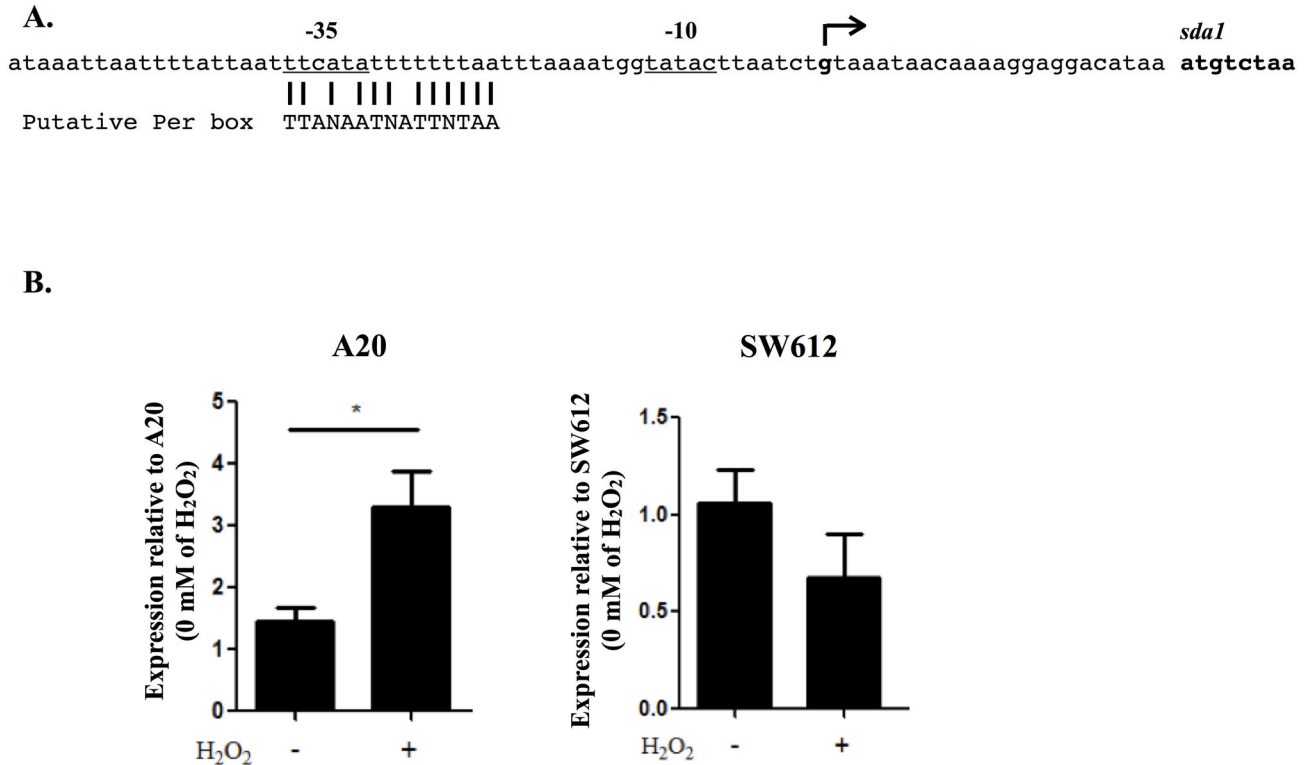 A.
-35 -10 sda1
ataaattaattttattaatttcatatttttttaatttaaaatggtatacttaatctgtaaataacaaaaggaggacataa atgtctaa
Putative Per box TTANAATNATTNTAA
B.
A20
Expression relative to A20
(0 mM of H₂O₂)
5
4
3
2
1
0
*
H₂O₂ - +
SW612
Expression relative to SW612
(0 mM of H₂O₂)
1.5
1.0
0.5
0.0
H₂O₂ - +